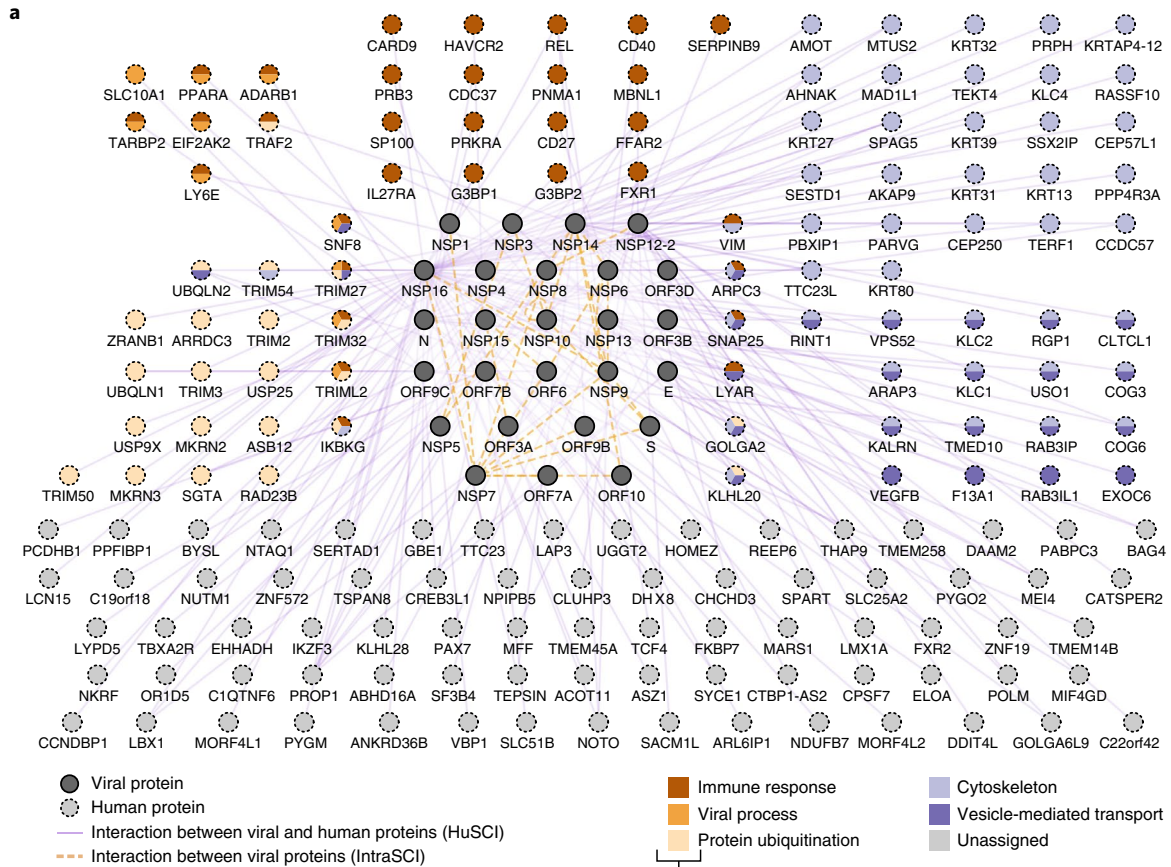 a
CARD9 HAVCR2 REL CD40 SERPINB9 AMOT MTUS2 KRT32 PRPH KRTAP4-12
SLC10A1 PPARA ADARB1 PRB3 CDC37 PNMA1 MBNL1 AHNAK MAD1L1 TEKT4 KLC4 RASSF10
TARBP2 EIF2AK2 TRAF2 SP100 PRKRA CD27 FFAR2 KRT27 SPAG5 KRT39 SSX2IP CEP57L1
LY6E IL27RA G3BP1 G3BP2 FXR1 SESTD1 AKAP9 KRT31 KRT13 PPP4R3A
SNF8 NSP1 NSP3 NSP14 NSP12-2 VIM PBXIP1 PARVG CEP250 TERF1 CCDC57
UBQLN2 TRIM54 TRIM27 NSP16 NSP4 NSP8 NSP6 ORF3D ARPC3 TTC23L KRT80
ZRANB1 ARRDC3 TRIM2 TRIM32 N NSP15 NSP10 NSP13 ORF3B SNAP25 RINT1 VPS52 KLC2 RGP1 CLTCL1
UBQLN1 TRIM3 USP25 TRIML2 ORF9C ORF7B ORF6 NSP9 E LYAR ARAP3 KLC1 USO1 COG3
USP9X MKRN2 ASB12 IKBKG NSP5 ORF3A ORF9B S GOLGA2 KALRN TMED10 RAB3IP COG6
TRIM50 MKRN3 SGTA RAD23B NSP7 ORF7A ORF10 KLHL20 VEGFB F13A1 RAB3IL1 EXOC6
PCDHB1 PPFIBP1 BYSL NTAQ1 SERTAD1 GBE1 TTC23 LAP3 UGGT2 HOMEZ REEP6 THAP9 TMEM258 DAAM2 PABPC3 BAG4
LCN15 C19orf18 NUTM1 ZNF572 TSPAN8 CREB3L1 NPIPB5 CLUHP3 DHX8 CHCHD3 SPART SLC25A2 PYGO2 MEI4 CATSPER2
LYPD5 TBXA2R EHHADH IKZF3 KLHL28 PAX7 MFF TMEM45A TCF4 FKBP7 MARS1 LMX1A FXR2 ZNF19 TMEM14B
NKRF OR1D5 C1QTNF6 PROP1 ABHD16A SF3B4 TEPSIN ACOT11 ASZ1 SYCE1 CTBP1-AS2 CPSF7 ELOA POLM MIF4GD
CCNDBP1 LBX1 MORF4L1 PYGM ANKRD36B VBP1 SLC51B NOTO SACM1L ARL6IP1 NDUFB7 MORF4L2 DDIT4L GOLGA6L9 C22orf42
Viral protein
Human protein
Interaction between viral and human proteins (HuSCI)
Interaction between viral proteins (IntraSCI)
Immune response
Viral process
Protein ubiquitination
Cytoskeleton
Vesicle-mediated transport
Unassigned